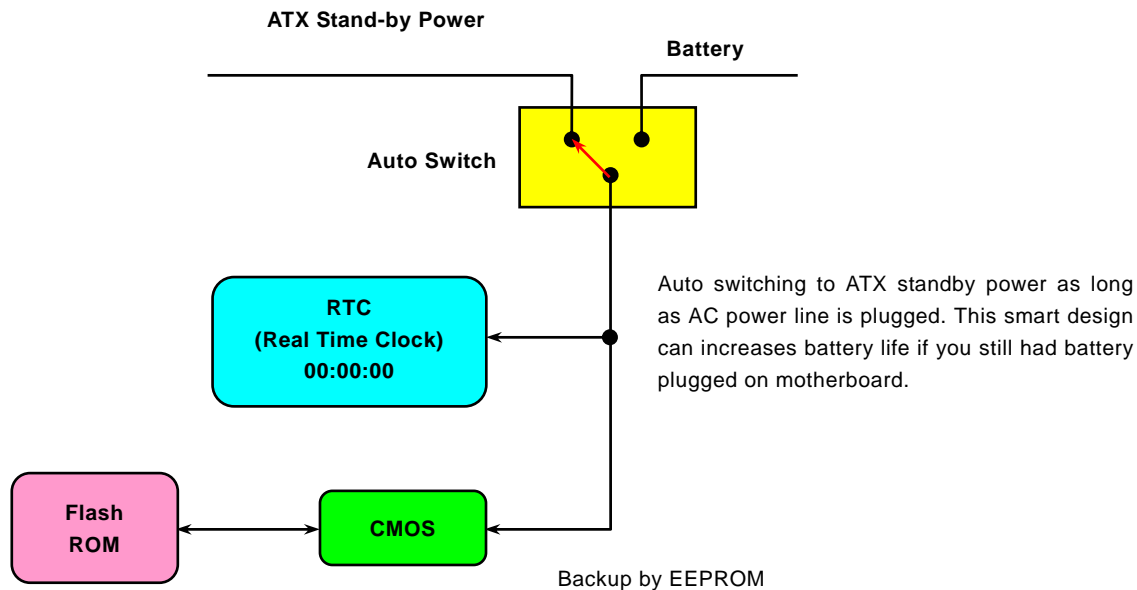 ATX Stand-by Power
Battery
Auto Switch
RTC
(Real Time Clock)
00:00:00
Auto switching to ATX standby power as long
as AC power line is plugged. This smart design
can increases battery life if you still had battery
plugged on motherboard.
Flash
ROM
CMOS
Backup by EEPROM